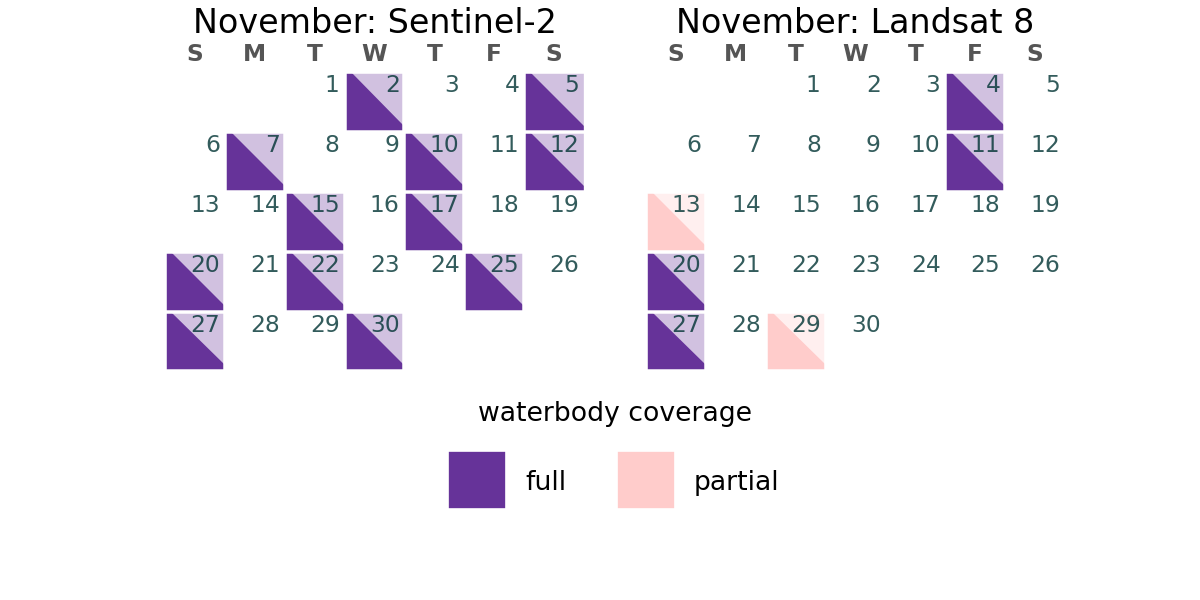 November: Sentinel-2
S M T W T F S
1 2 3 4 5
6 7 8 9 10 11 12
13 14 15 16 17 18 19
20 21 22 23 24 25 26
27 28 29 30
November: Landsat 8
S M T W T F S
1 2 3 4 5
6 7 8 9 10 11 12
13 14 15 16 17 18 19
20 21 22 23 24 25 26
27 28 29 30
waterbody coverage
full partial